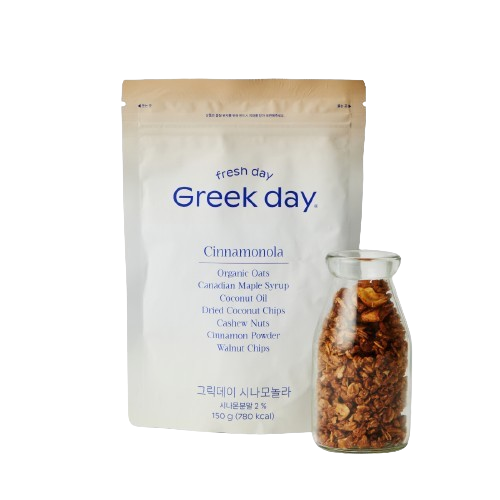 fresh day
Greek day®
Cinnamonola
Organic Oats
Canadian Maple Syrup
Coconut Oil
Dried Coconut Chips
Cashew Nuts
Cinnamon Powder
Walnut Chips
그릭데이 시나모놀라
시나몬분말 2 %
150 g (780 kcal)